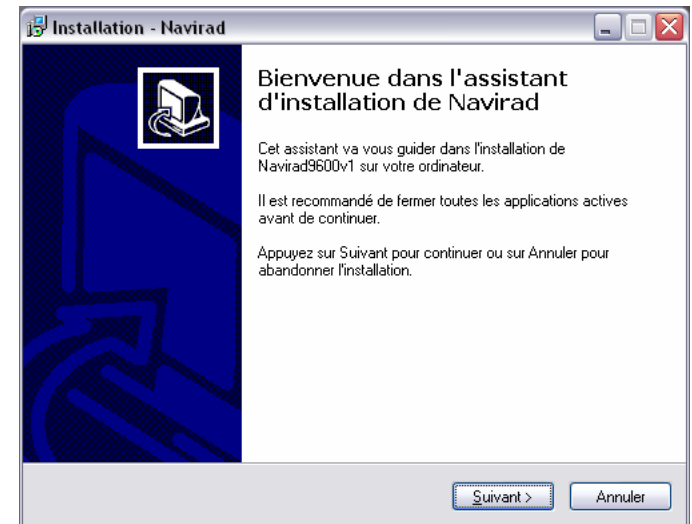 Installation - Navirad
Bienvenue dans l'assistant
d'installation de Navirad
Cet assistant va vous guider dans l'installation de
Navirad9600v1 sur votre ordinateur.
Il est recommandé de fermer toutes les applications actives
avant de continuer.
Appuyez sur Suivant pour continuer ou sur Annuler pour
abandonner l'installation.
Suivant >
Annuler